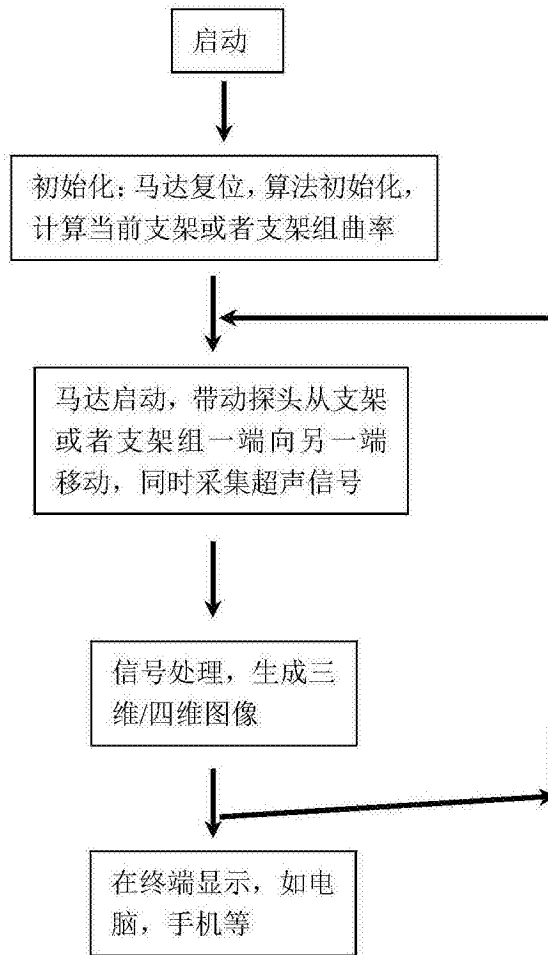 启动
初始化：马达复位，算法初始化，
计算当前支架或者支架组曲率
马达启动，带动探头从支架
或者支架组一端向另一端
移动，同时采集超声信号
信号处理，生成三
维/四维图像
在终端显示，如电
脑，手机等